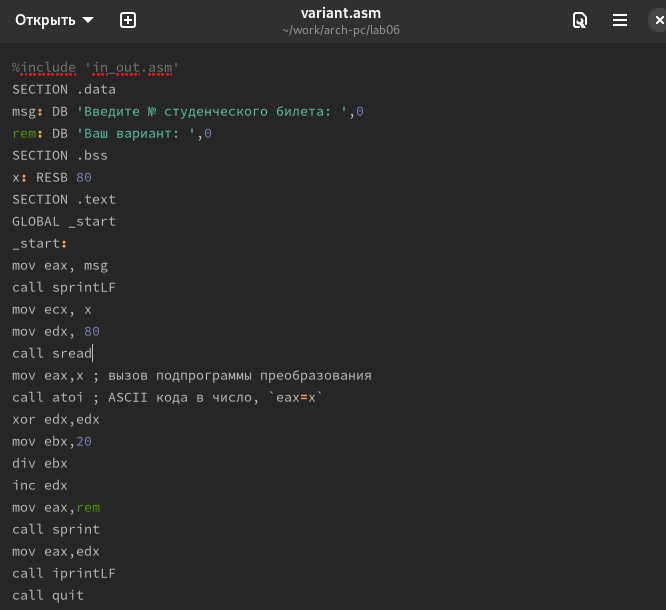 Открыть
variant.asm
~/work/arch-pc/lab06
%include 'in_out.asm'
SECTION .data
msg: DB 'Введите № студенческого билета: ',0
rem: DB 'Ваш вариант: ',0
SECTION .bss
x: RESB 80
SECTION .text
GLOBAL _start
_start:
mov eax, msg
call sprintLF
mov ecx, x
mov edx, 80
call sread
mov eax,x ; вызов подпрограммы преобразования
call atoi ; ASCII кода в число, `eax=x`
xor edx,edx
mov ebx,20
div ebx
inc edx
mov eax,rem
call sprint
mov eax,edx
call iprintLF
call quit